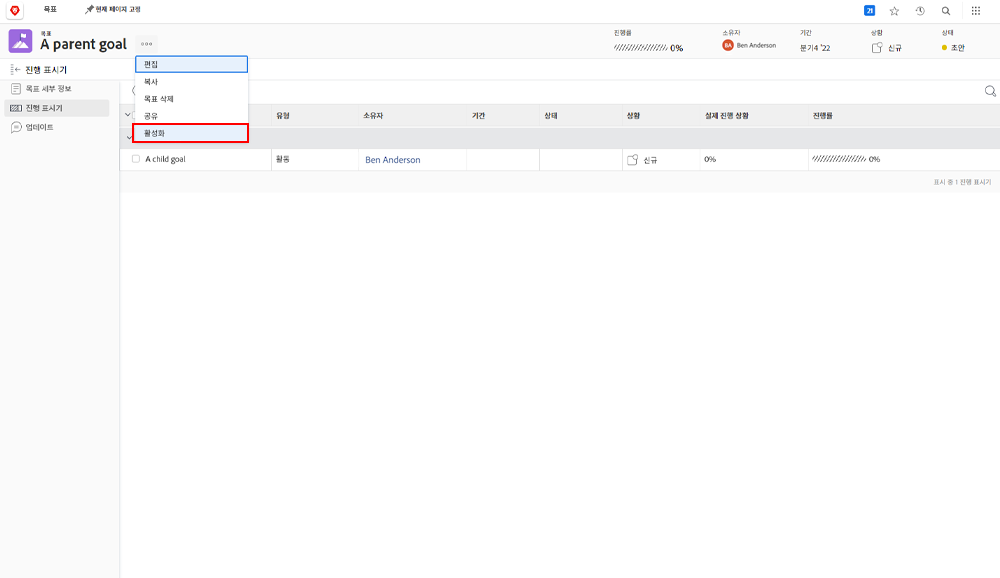 목표
현재 페이지 고정
21
목표
A parent goal
진행률
0%
소유자
BA Ben Anderson
기간
분기4 '22
상황
신규
상태
초안
진행 표시기
목표 세부 정보
진행 표시기
업데이트
편집
복사
목표 삭제
공유
활성화
유형 소유자 기간 상태 상황 실제 진행 상황 진행률
A child goal 활동 Ben Anderson 신규 0% 0%
표시 중 1 진행 표시기